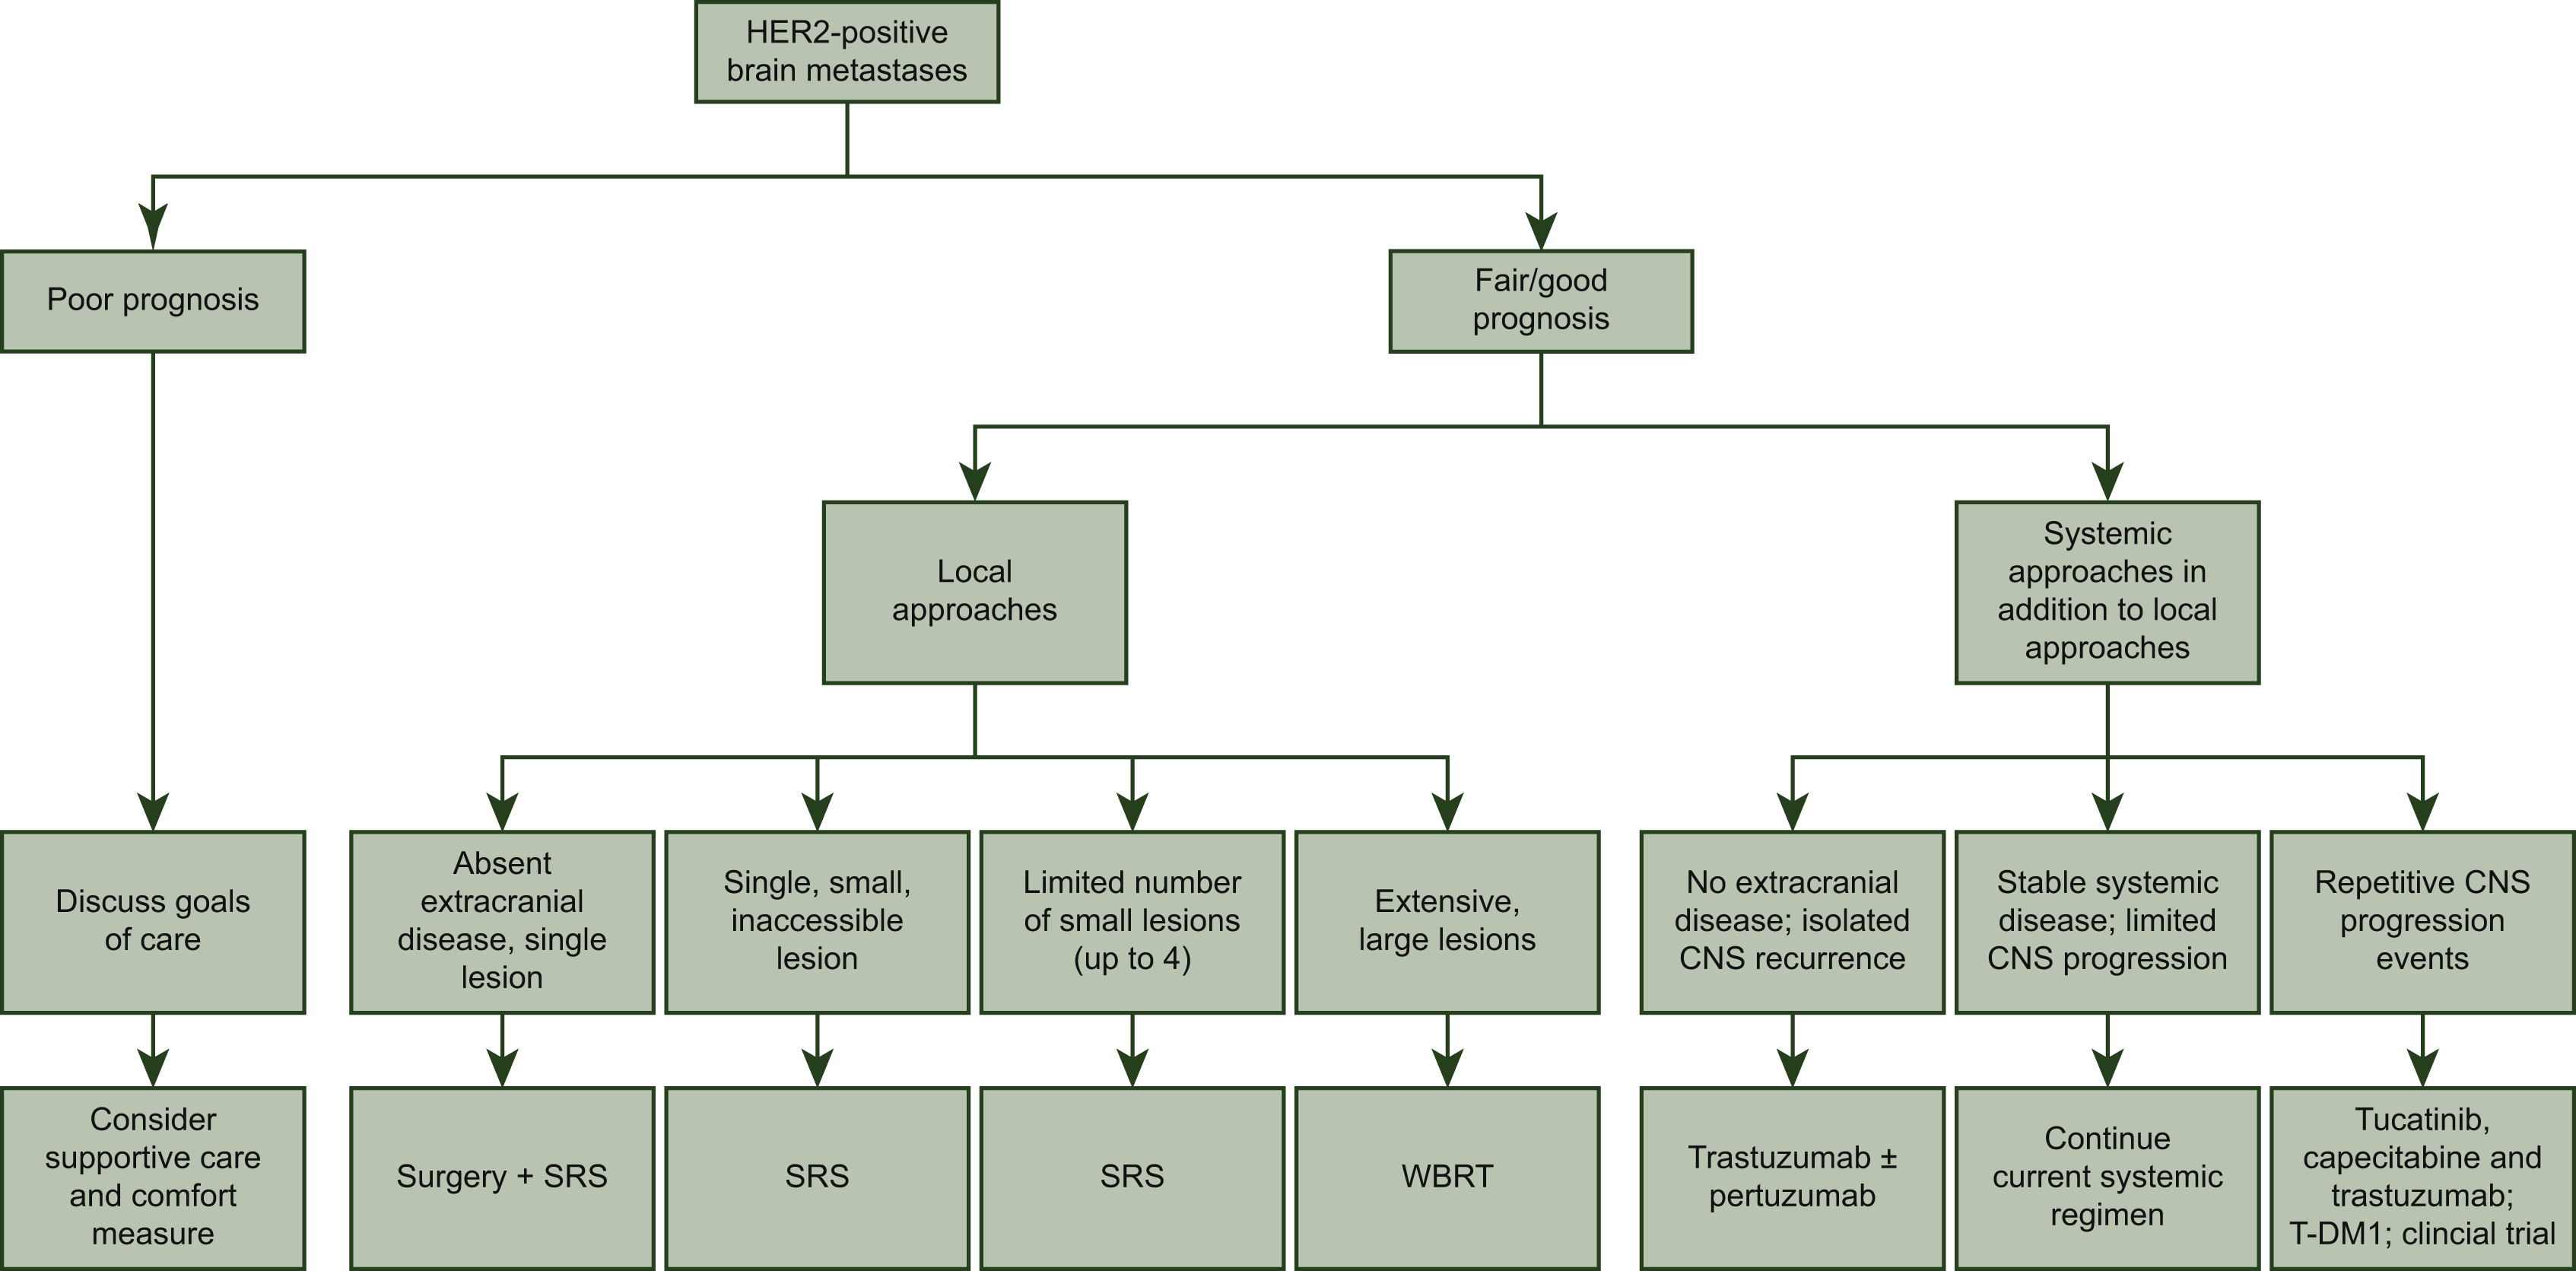 HER2-positive
brain metastases
Poor prognosis
Fair/good
prognosis
Local
approaches
Systemic
approaches in
addition to local
approaches
Discuss goals
of care
Absent
extracranial
disease, single
lesion
Single, small,
inaccessible
lesion
Limited number
of small lesions
(up to 4)
Extensive,
large lesions
No extracranial
disease; isolated
CNS recurrence
Stable systemic
disease; limited
CNS progression
Repetitive CNS
progression
events
Consider
supportive care
and comfort
measure
Surgery + SRS
SRS
SRS
WBRT
Trastuzumab ±
pertuzumab
Continue
current systemic
regimen
Tucatinib,
capecitabine and
trastuzumab;
T-DM1; clincial trial